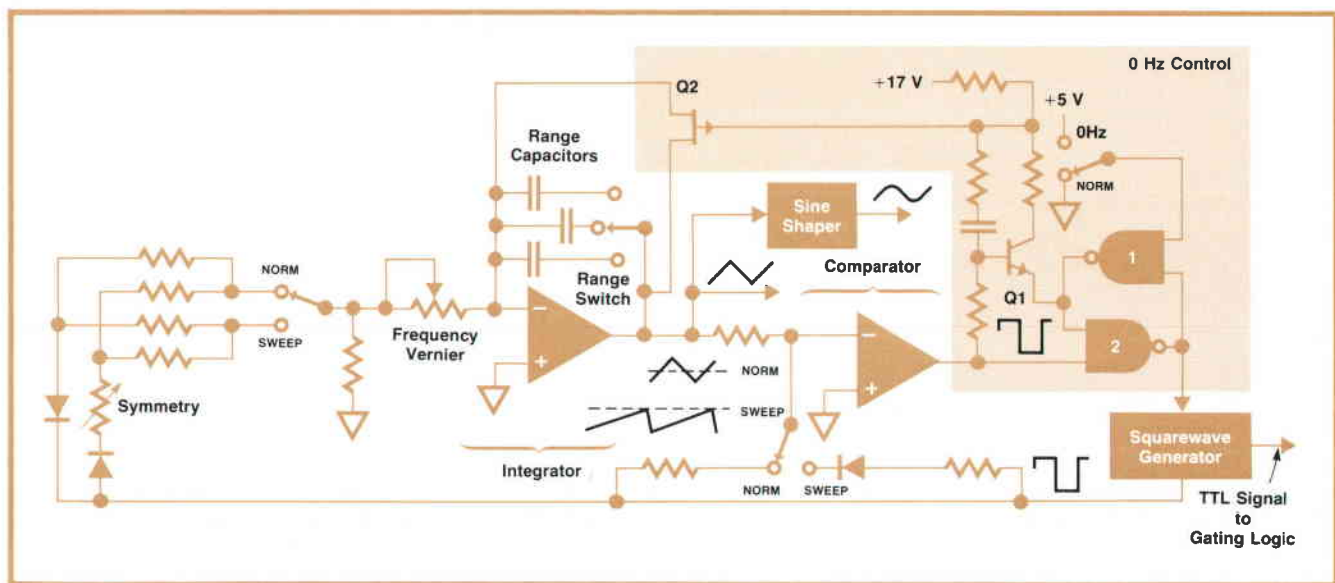 0 Hz Control
+17 V
+5 V
0Hz
NORM
Q2
Range
Capacitors
Range
Switch
Sine
Shaper
Comparator
Q1
1
2
NORM
SWEEP
Frequency
Vernier
−
+
−
+
Symmetry
NORM
SWEEP
Integrator
NORM
SWEEP
Squarewave
Generator
TTL Signal
to
Gating Logic